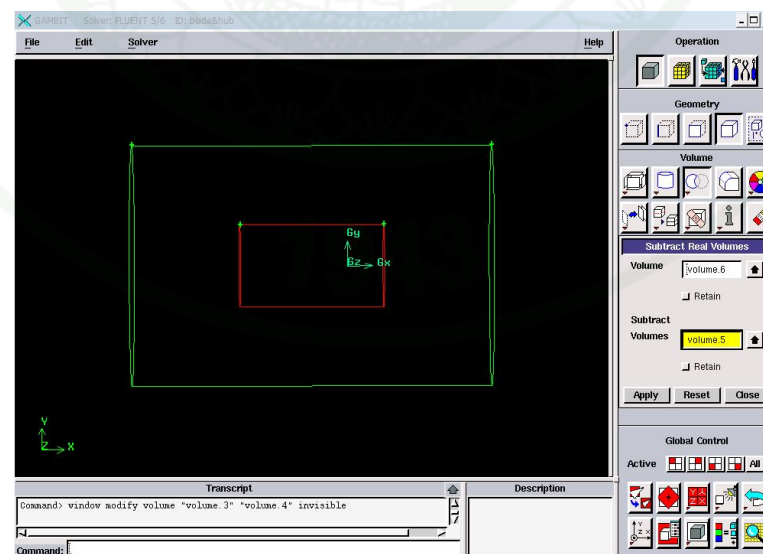 GAMBIT Solver: FLUENT 5/6 ID: blade&hub
File Edit Solver Help
Operation
Geometry
Volume
Subtract Real Volumes
Volume volume.6
Retain
Subtract
Volumes volume.5
Retain
Apply Reset Close
Gy
Gz Gx
Y
Z X
Global Control
Active All
Transcript Description
Command> window modify volume "volume.3" "volume.4" invisible
Command: